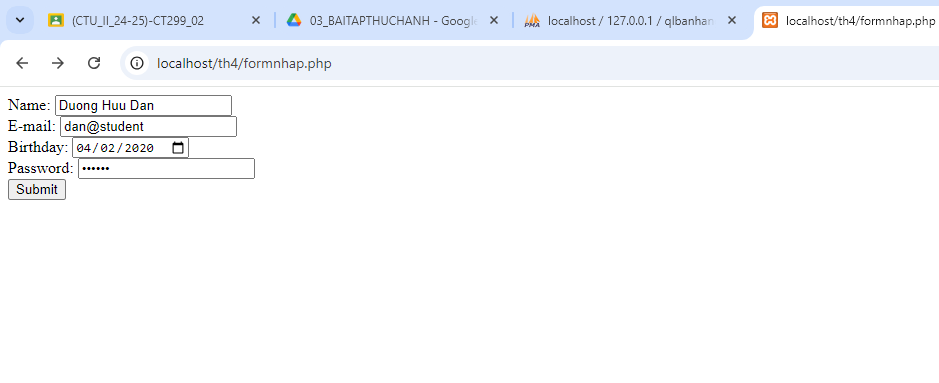 (CTU_II_24-25)-CT299_02
03_BAITAPTHUCHANH - Google
localhost / 127.0.0.1 / qlbanhan
localhost/th4/formnhap.php
localhost/th4/formnhap.php
Name: Duong Huu Dan
E-mail: dan@student
Birthday: 04/02/2020
Password: ••••••
Submit